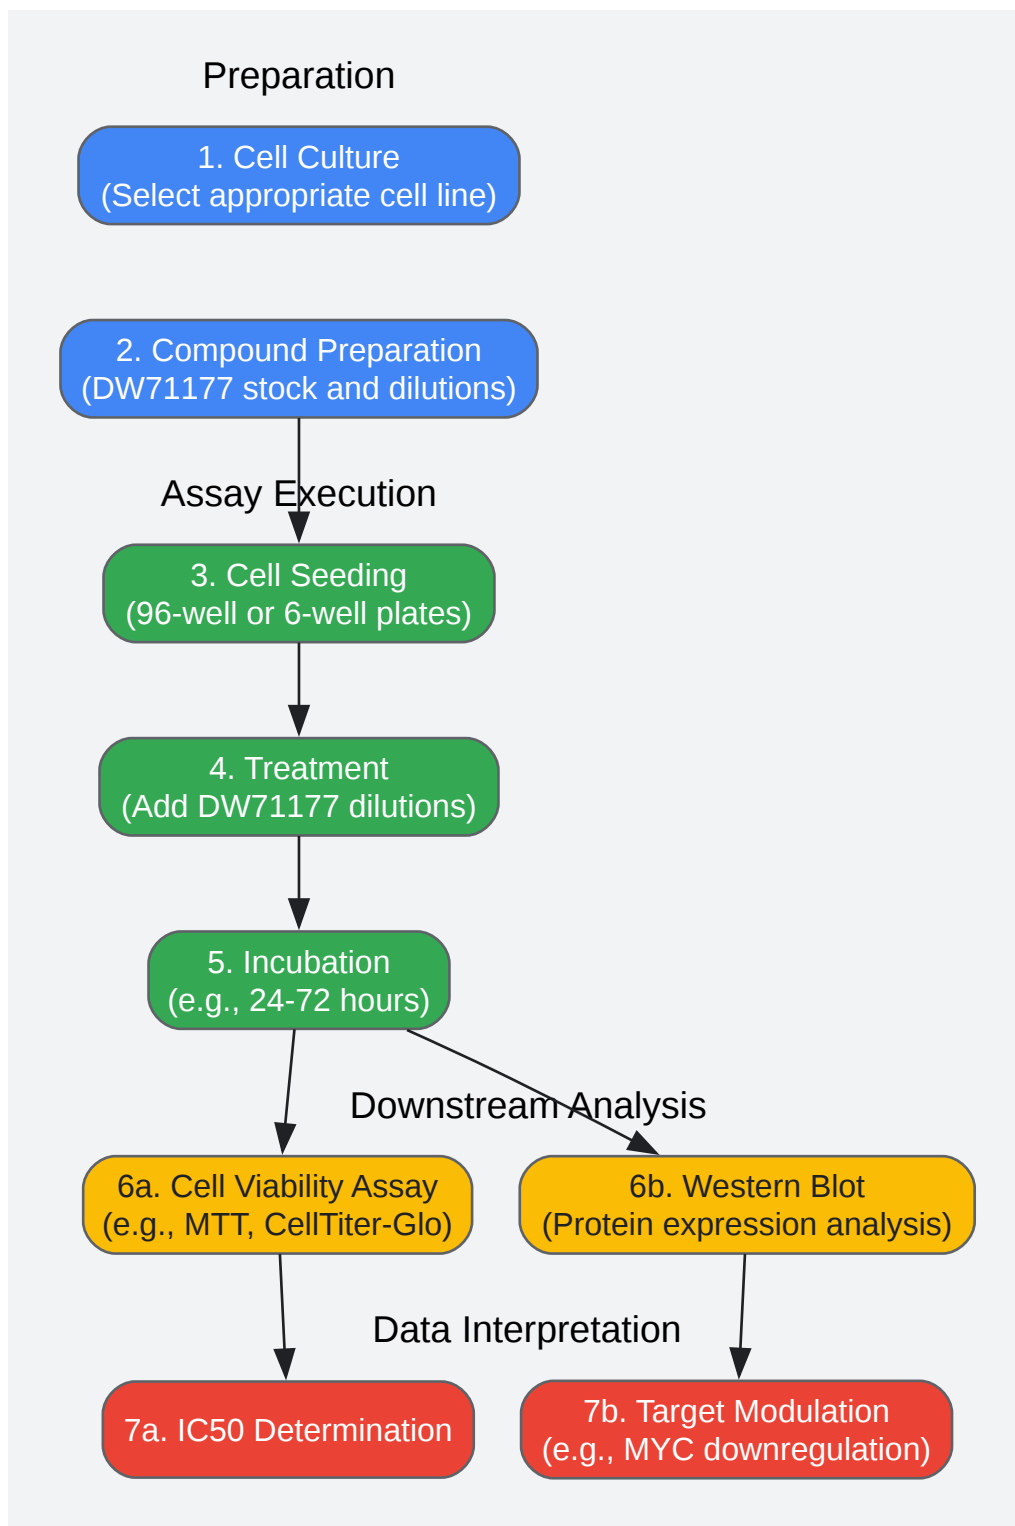 Preparation
1. Cell Culture
(Select appropriate cell line)
2. Compound Preparation
(DW71177 stock and dilutions)
Assay Execution
3. Cell Seeding
(96-well or 6-well plates)
4. Treatment
(Add DW71177 dilutions)
5. Incubation
(e.g., 24-72 hours)
Downstream Analysis
6a. Cell Viability Assay
(e.g., MTT, CellTiter-Glo)
6b. Western Blot
(Protein expression analysis)
Data Interpretation
7a. IC50 Determination
7b. Target Modulation
(e.g., MYC downregulation)